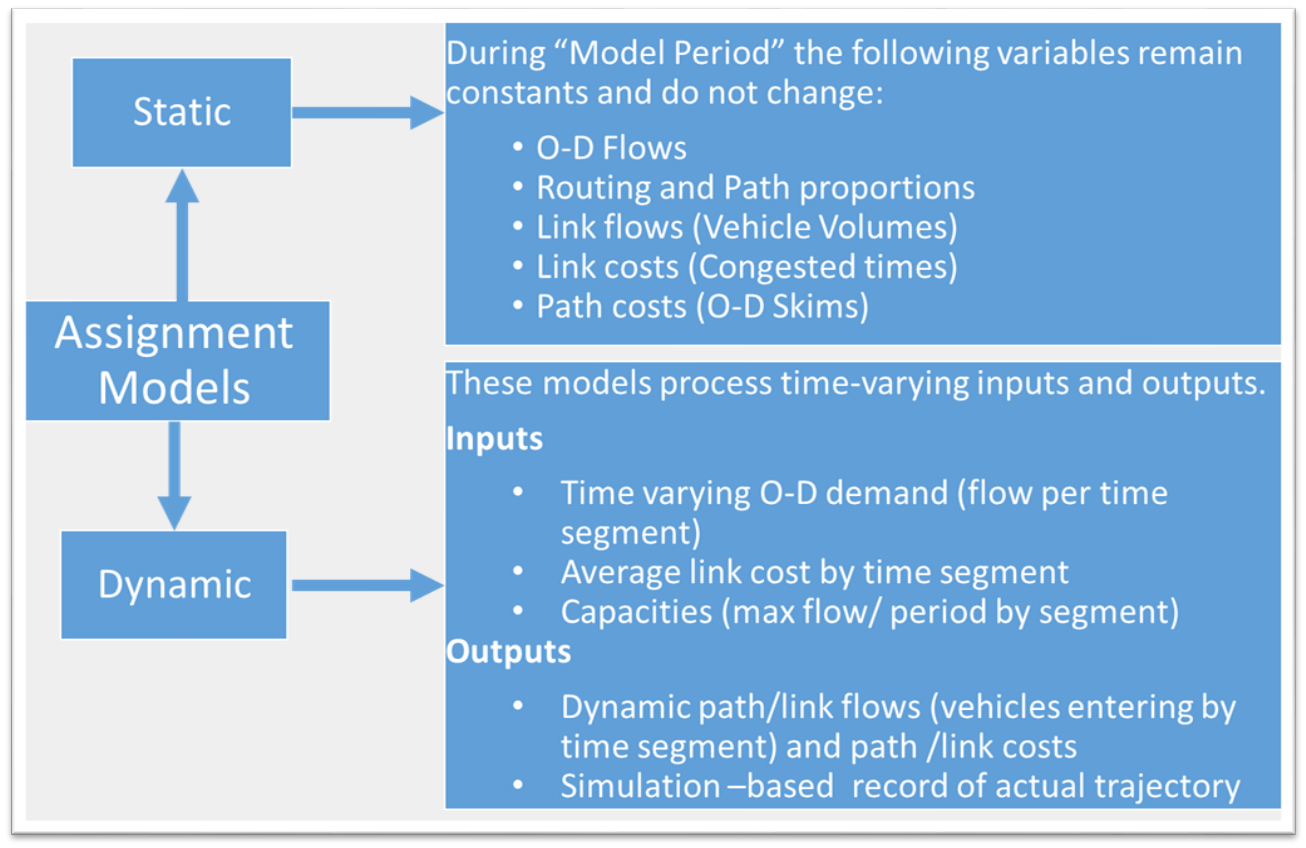 Static
Assignment
Models
Dynamic
During “Model Period” the following variables remain
constants and do not change:
• O-D Flows
• Routing and Path proportions
• Link flows (Vehicle Volumes)
• Link costs (Congested times)
• Path costs (O-D Skims)
These models process time-varying inputs and outputs.
Inputs
• Time varying O-D demand (flow per time
segment)
• Average link cost by time segment
• Capacities (max flow/ period by segment)
Outputs
• Dynamic path/link flows (vehicles entering by
time segment) and path /link costs
• Simulation –based record of actual trajectory